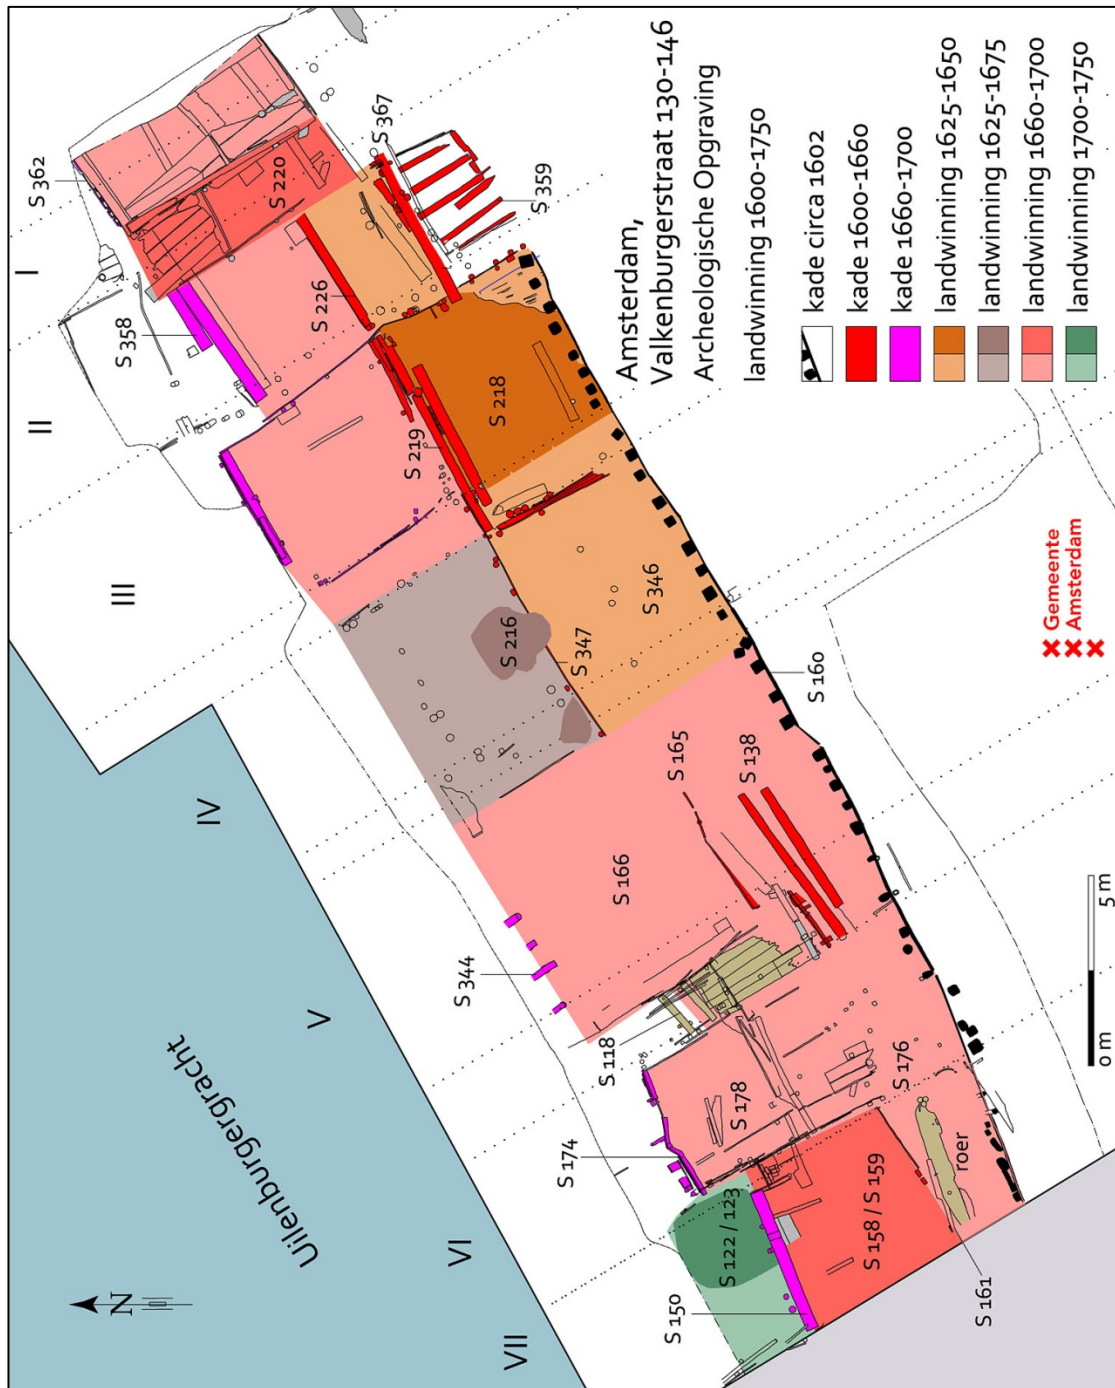 Uilenburgergracht
N
I
II
III
IV
V
VI
VII
S 362
S 358
S 220
S 367
S 359
S 226
S 219
S 218
S 216
S 347
S 346
S 160
S 165
S 138
S 166
S 344
S 118
S 174
S 178
S 176
S 122 / 123
S 150
S 158 / S 159
S 161
roer
Amsterdam,
Valkenburgerstraat 130-146
Archeologische Opgraving
landwinning 1600-1750
kade circa 1602
kade 1600-1660
kade 1660-1700
landwinning 1625-1650
landwinning 1625-1675
landwinning 1660-1700
landwinning 1700-1750
0 m
5 m
Gemeente
Amsterdam